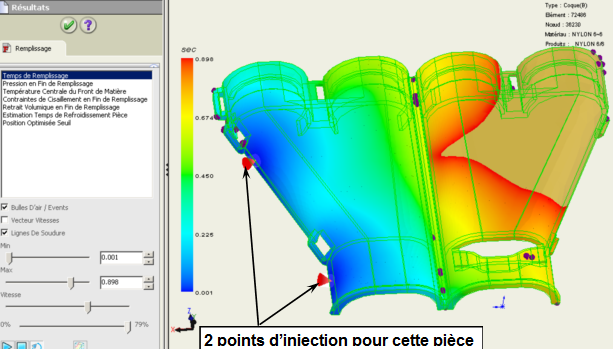 Résultats
Remplissage
Temps de Remplissage
Pression en Fin de Remplissage
Température Centrale du Front de Matière
Contraintes de Cisaillement en Fin de Remplissage
Retrait Volumique en Fin de Remplissage
Estimation Temps de Refroidissement Pièce
Position Optimisée Seuil
Bulles D'air / Events
Vecteur Vitesses
Lignes De Soudure
Min
0.001
Max
0.898
Vitesse
0%
79%
sec
0.898
0.674
0.450
0.226
0.001
Type : Coque(B)
Elément : 72406
Nœud : 36230
Matériau : NYLON 6-6
Produits : NYLON 6/6
Z
X
2 points d'injection pour cette pièce